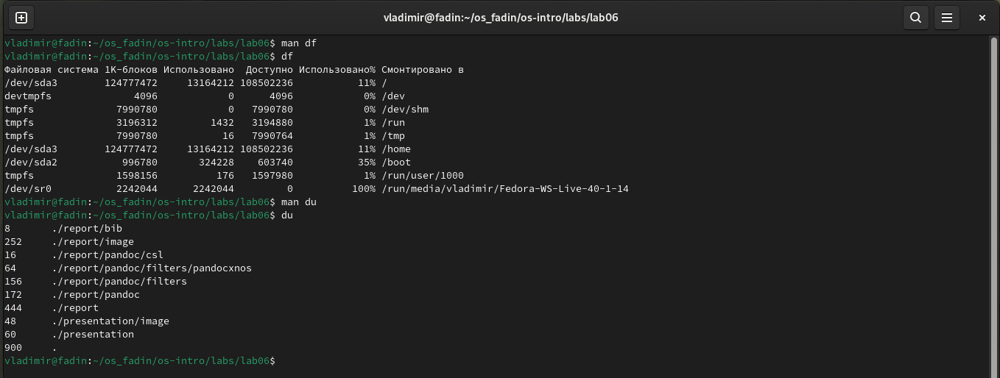 vladimir@fadin:~/os_fadin/os-intro/labs/lab06
vladimir@fadin:~/os_fadin/os-intro/labs/lab06$ man df
vladimir@fadin:~/os_fadin/os-intro/labs/lab06$ df
Файловая система 1K-блоков Использовано  Доступно Использовано% Смонтировано в
/dev/sda3        124777472     13164212 108502236           11% /
devtmpfs              4096            0      4096            0% /dev
tmpfs              7990780            0   7990780            0% /dev/shm
tmpfs              3196312         1432   3194880            1% /run
tmpfs              7990780           16   7990764            1% /tmp
/dev/sda3        124777472     13164212 108502236           11% /home
/dev/sda2           996780       324228    603740           35% /boot
tmpfs              1598156          176   1597980            1% /run/user/1000
/dev/sr0           2242044      2242044         0          100% /run/media/vladimir/Fedora-WS-Live-40-1-14
vladimir@fadin:~/os_fadin/os-intro/labs/lab06$ man du
vladimir@fadin:~/os_fadin/os-intro/labs/lab06$ du
8       ./report/bib
252     ./report/image
16      ./report/pandoc/csl
64      ./report/pandoc/filters/pandocxnos
156     ./report/pandoc/filters
172     ./report/pandoc
444     ./report
48      ./presentation/image
60      ./presentation
900     .
vladimir@fadin:~/os_fadin/os-intro/labs/lab06$